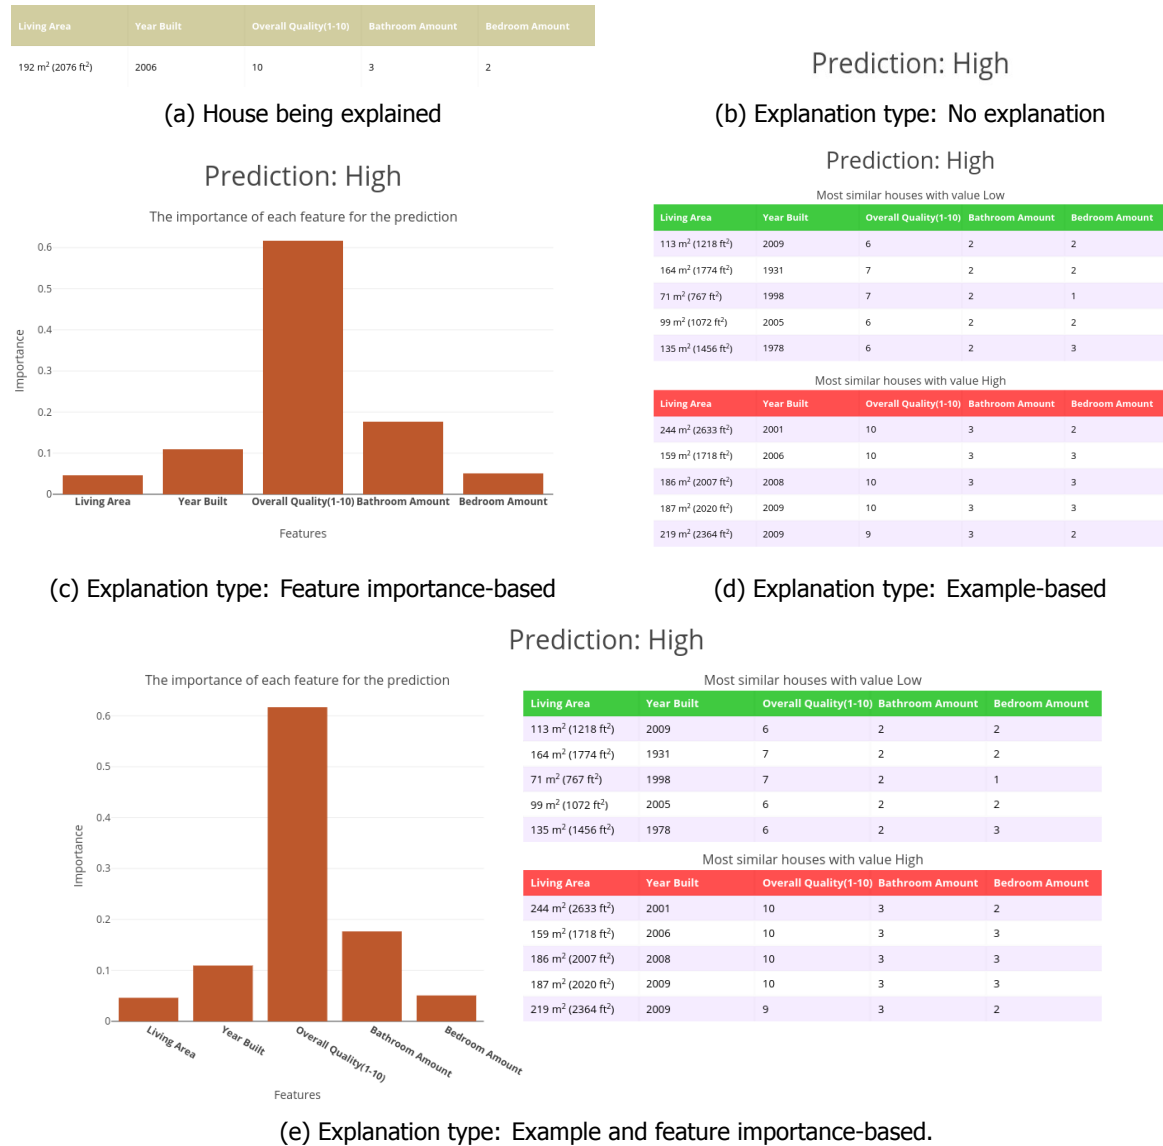 Living Area Year Built Overall Quality(1-10) Bathroom Amount Bedroom Amount
192 m² (2076 ft²) 2006 10 3 2
(a) House being explained
Prediction: High
(b) Explanation type: No explanation
Prediction: High
The importance of each feature for the prediction
0.6
0.5
0.4
0.3
0.2
0.1
0
Importance
Living Area Year Built Overall Quality(1-10) Bathroom Amount Bedroom Amount
Features
(c) Explanation type: Feature importance-based
Prediction: High
Most similar houses with value Low
Living Area Year Built Overall Quality(1-10) Bathroom Amount Bedroom Amount
113 m² (1218 ft²) 2009 6 2 2
164 m² (1774 ft²) 1931 7 2 2
71 m² (767 ft²) 1998 7 2 1
99 m² (1072 ft²) 2005 6 2 2
135 m² (1456 ft²) 1978 6 2 3
Most similar houses with value High
Living Area Year Built Overall Quality(1-10) Bathroom Amount Bedroom Amount
244 m² (2633 ft²) 2001 10 3 2
159 m² (1718 ft²) 2006 10 3 3
186 m² (2007 ft²) 2008 10 3 3
187 m² (2020 ft²) 2009 10 3 3
219 m² (2364 ft²) 2009 9 3 2
(d) Explanation type: Example-based
Prediction: High
The importance of each feature for the prediction
0.6
0.5
0.4
0.3
0.2
0.1
0
Importance
Living Area
Year Built
Overall Quality(1-10)
Bathroom Amount
Bedroom Amount
Features
Most similar houses with value Low
Living Area Year Built Overall Quality(1-10) Bathroom Amount Bedroom Amount
113 m² (1218 ft²) 2009 6 2 2
164 m² (1774 ft²) 1931 7 2 2
71 m² (767 ft²) 1998 7 2 1
99 m² (1072 ft²) 2005 6 2 2
135 m² (1456 ft²) 1978 6 2 3
Most similar houses with value High
Living Area Year Built Overall Quality(1-10) Bathroom Amount Bedroom Amount
244 m² (2633 ft²) 2001 10 3 2
159 m² (1718 ft²) 2006 10 3 3
186 m² (2007 ft²) 2008 10 3 3
187 m² (2020 ft²) 2009 10 3 3
219 m² (2364 ft²) 2009 9 3 2
(e) Explanation type: Example and feature importance-based.